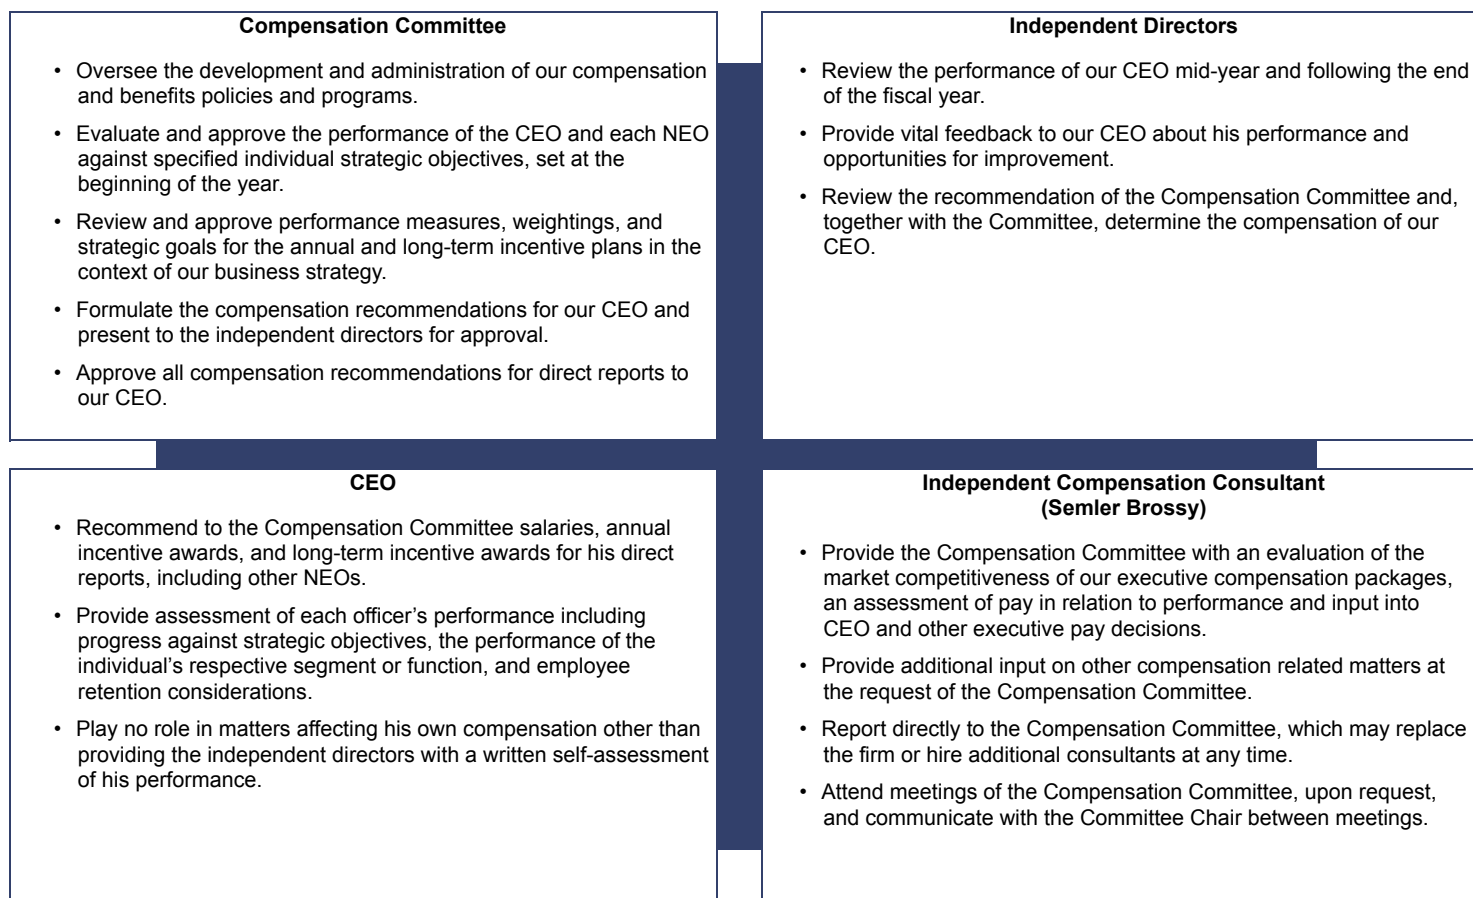 Compensation Committee
• Oversee the development and administration of our compensation
and benefits policies and programs.
• Evaluate and approve the performance of the CEO and each NEO
against specified individual strategic objectives, set at the
beginning of the year.
• Review and approve performance measures, weightings, and
strategic goals for the annual and long-term incentive plans in the
context of our business strategy.
• Formulate the compensation recommendations for our CEO and
present to the independent directors for approval.
• Approve all compensation recommendations for direct reports to
our CEO.
Independent Directors
• Review the performance of our CEO mid-year and following the end
of the fiscal year.
• Provide vital feedback to our CEO about his performance and
opportunities for improvement.
• Review the recommendation of the Compensation Committee and,
together with the Committee, determine the compensation of our
CEO.
CEO
• Recommend to the Compensation Committee salaries, annual
incentive awards, and long-term incentive awards for his direct
reports, including other NEOs.
• Provide assessment of each officer’s performance including
progress against strategic objectives, the performance of the
individual’s respective segment or function, and employee
retention considerations.
• Play no role in matters affecting his own compensation other than
providing the independent directors with a written self-assessment
of his performance.
Independent Compensation Consultant
(Semler Brossy)
• Provide the Compensation Committee with an evaluation of the
market competitiveness of our executive compensation packages,
an assessment of pay in relation to performance and input into
CEO and other executive pay decisions.
• Provide additional input on other compensation related matters at
the request of the Compensation Committee.
• Report directly to the Compensation Committee, which may replace
the firm or hire additional consultants at any time.
• Attend meetings of the Compensation Committee, upon request,
and communicate with the Committee Chair between meetings.